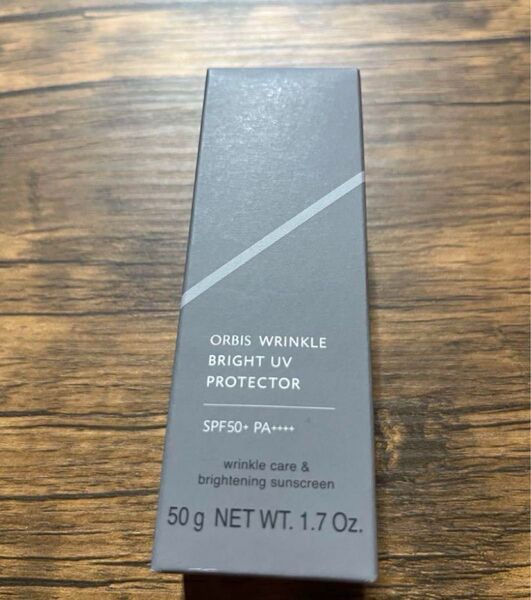 ORBIS WRINKLE
BRIGHT UV
PROTECTOR
SPF50+ PA++++
wrinkle care &
brightening sunscreen
50 g NET WT. 1.7 Oz.